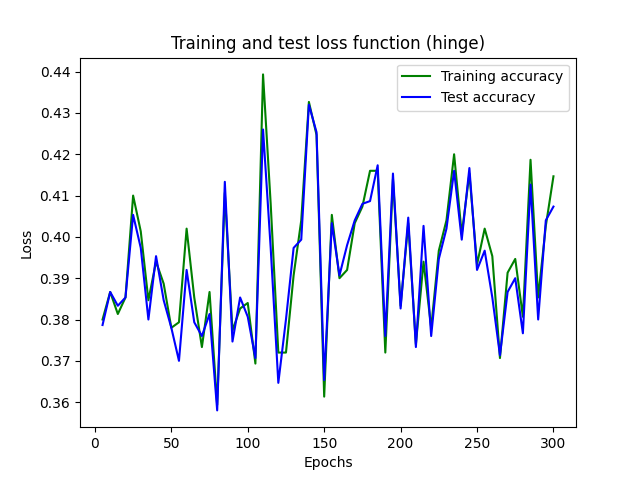 Training and test loss function (hinge)
Training accuracy
Test accuracy
Loss
0.44
0.43
0.42
0.41
0.40
0.39
0.38
0.37
0.36
0 50 100 150 200 250 300
Epochs